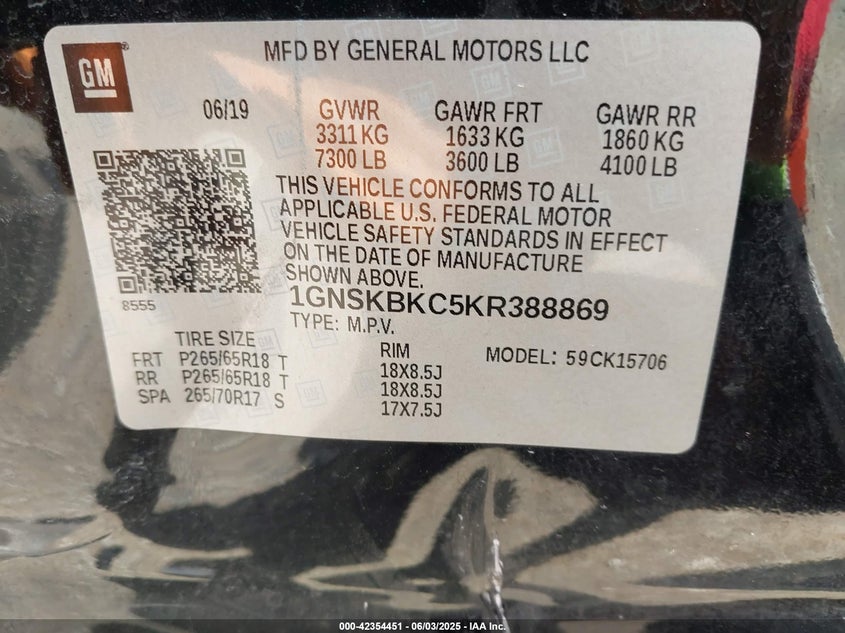 GM
MFD BY GENERAL MOTORS LLC
06/19 GVWR GAWR FRT GAWR RR
3311 KG 1633 KG 1860 KG
7300 LB 3600 LB 4100 LB
THIS VEHICLE CONFORMS TO ALL
APPLICABLE U.S. FEDERAL MOTOR
VEHICLE SAFETY STANDARDS IN EFFECT
ON THE DATE OF MANUFACTURE
SHOWN ABOVE.
8555
1GNSKBKC5KR388869
TYPE: M.P.V.
TIRE SIZE RIM MODEL: 59CK15706
FRT P265/65R18 T 18X8.5J
RR P265/65R18 T 18X8.5J
SPA 265/70R17 S 17X7.5J
000-42354451 - 06/03/2025 - IAA Inc.